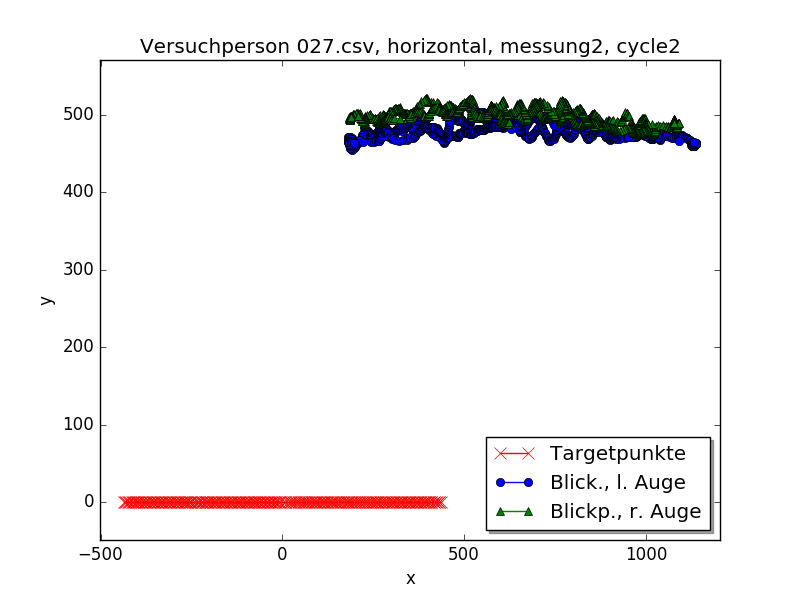 Versuchperson 027.csv, horizontal, messung2, cycle2
500
400
300
200
100
0
y
−500
0
500
1000
x
Targetpunkte
Blick., l. Auge
Blickp., r. Auge